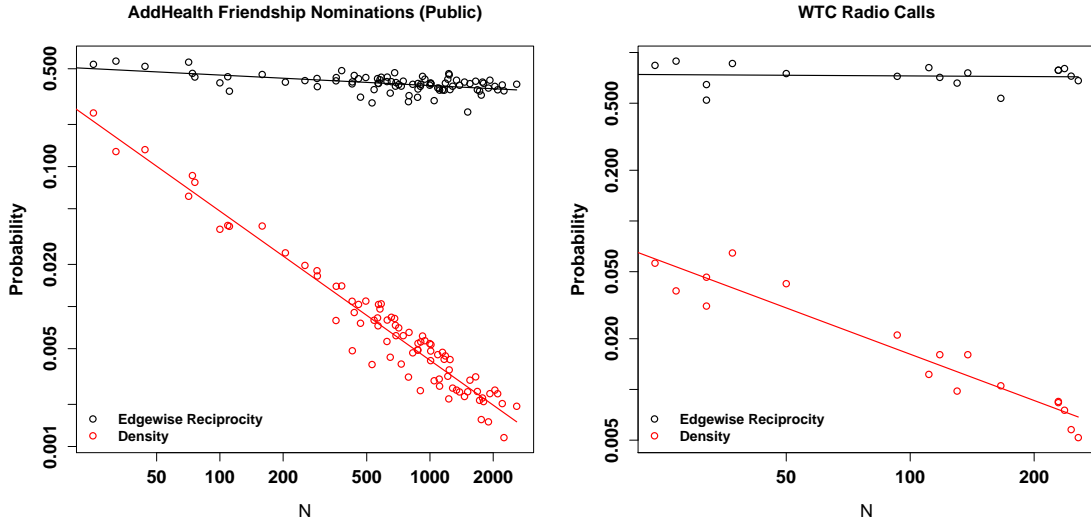 AddHealth Friendship Nominations (Public)
Probability
0.500
0.100
0.020
0.005
0.001
Edgewise Reciprocity
Density
50
100
200
500
1000
2000
N
WTC Radio Calls
Probability
0.500
0.050
0.020
0.005
Edgewise Reciprocity
Density
50
100
200
N